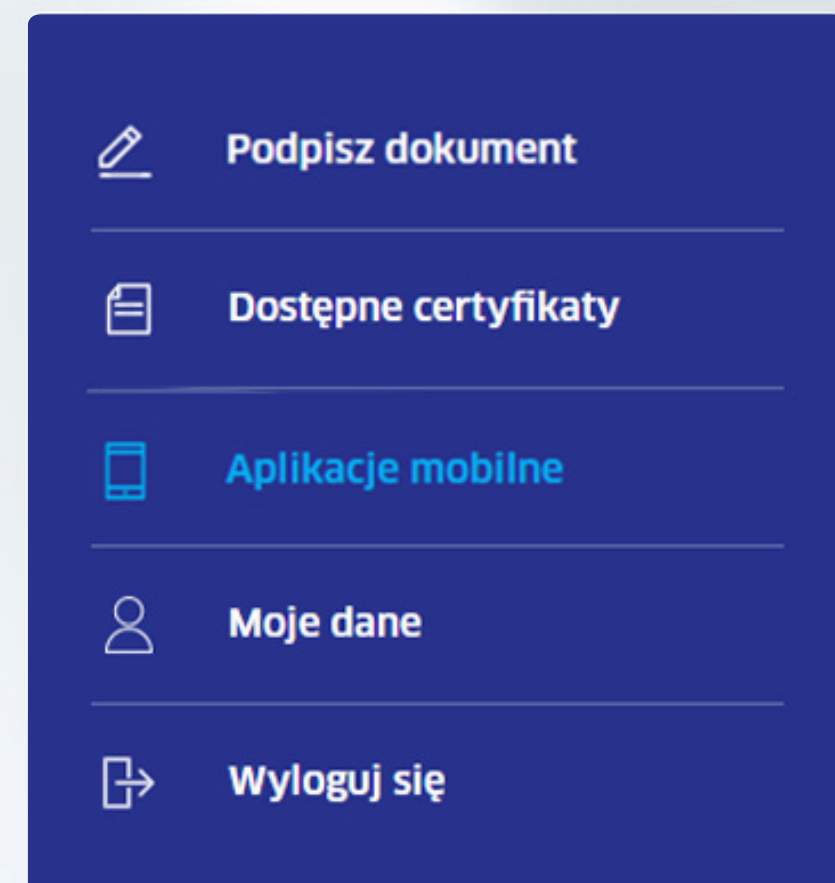 Podpisz dokument
Dostępne certyfikaty
Aplikacje mobilne
Moje dane
Wyloguj się